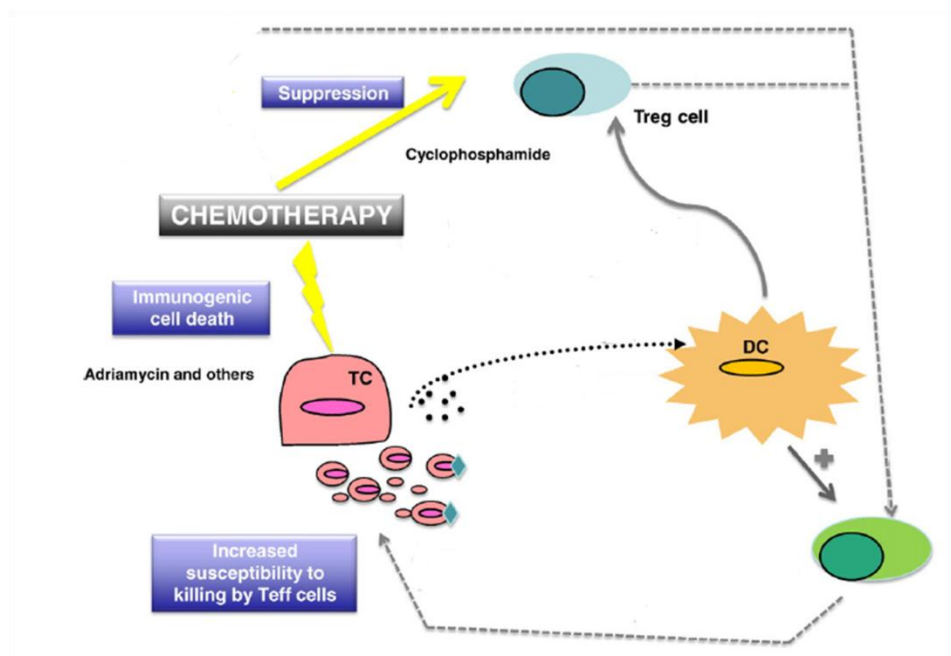 Suppression
Treg cell
Cyclophosphamide
CHEMOTHERAPY
Immunogenic
cell death
DC
TC
Adriamycin and others
+
Increased
susceptibility to
killing by Teff cells